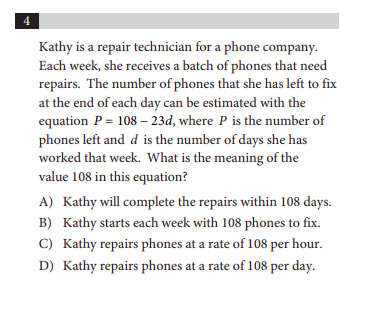 4
Kathy is a repair technician for a phone company.
Each week, she receives a batch of phones that need
repairs. The number of phones that she has left to fix
at the end of each day can be estimated with the
equation P = 108 – 23d, where P is the number of
phones left and d is the number of days she has
worked that week. What is the meaning of the
value 108 in this equation?
A) Kathy will complete the repairs within 108 days.
B) Kathy starts each week with 108 phones to fix.
C) Kathy repairs phones at a rate of 108 per hour.
D) Kathy repairs phones at a rate of 108 per day.